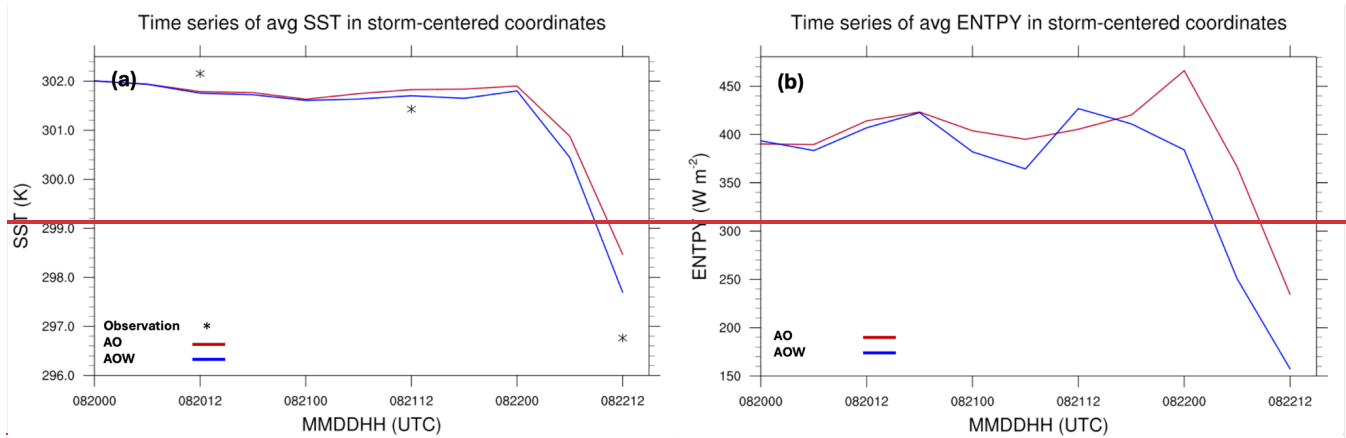 Time series of avg SST in storm-centered coordinates
(a)
302.0
301.0
300.0
299.0
298.0
297.0
296.0
SST (K)
Observation *
AO
AOW
082000 082012 082100 082112 082200 082212
MMDDHH (UTC)
Time series of avg ENTPY in storm-centered coordinates
(b)
450
400
350
300
250
200
150
ENTPY (W m-2)
AO
AOW
082000 082012 082100 082112 082200 082212
MMDDHH (UTC)